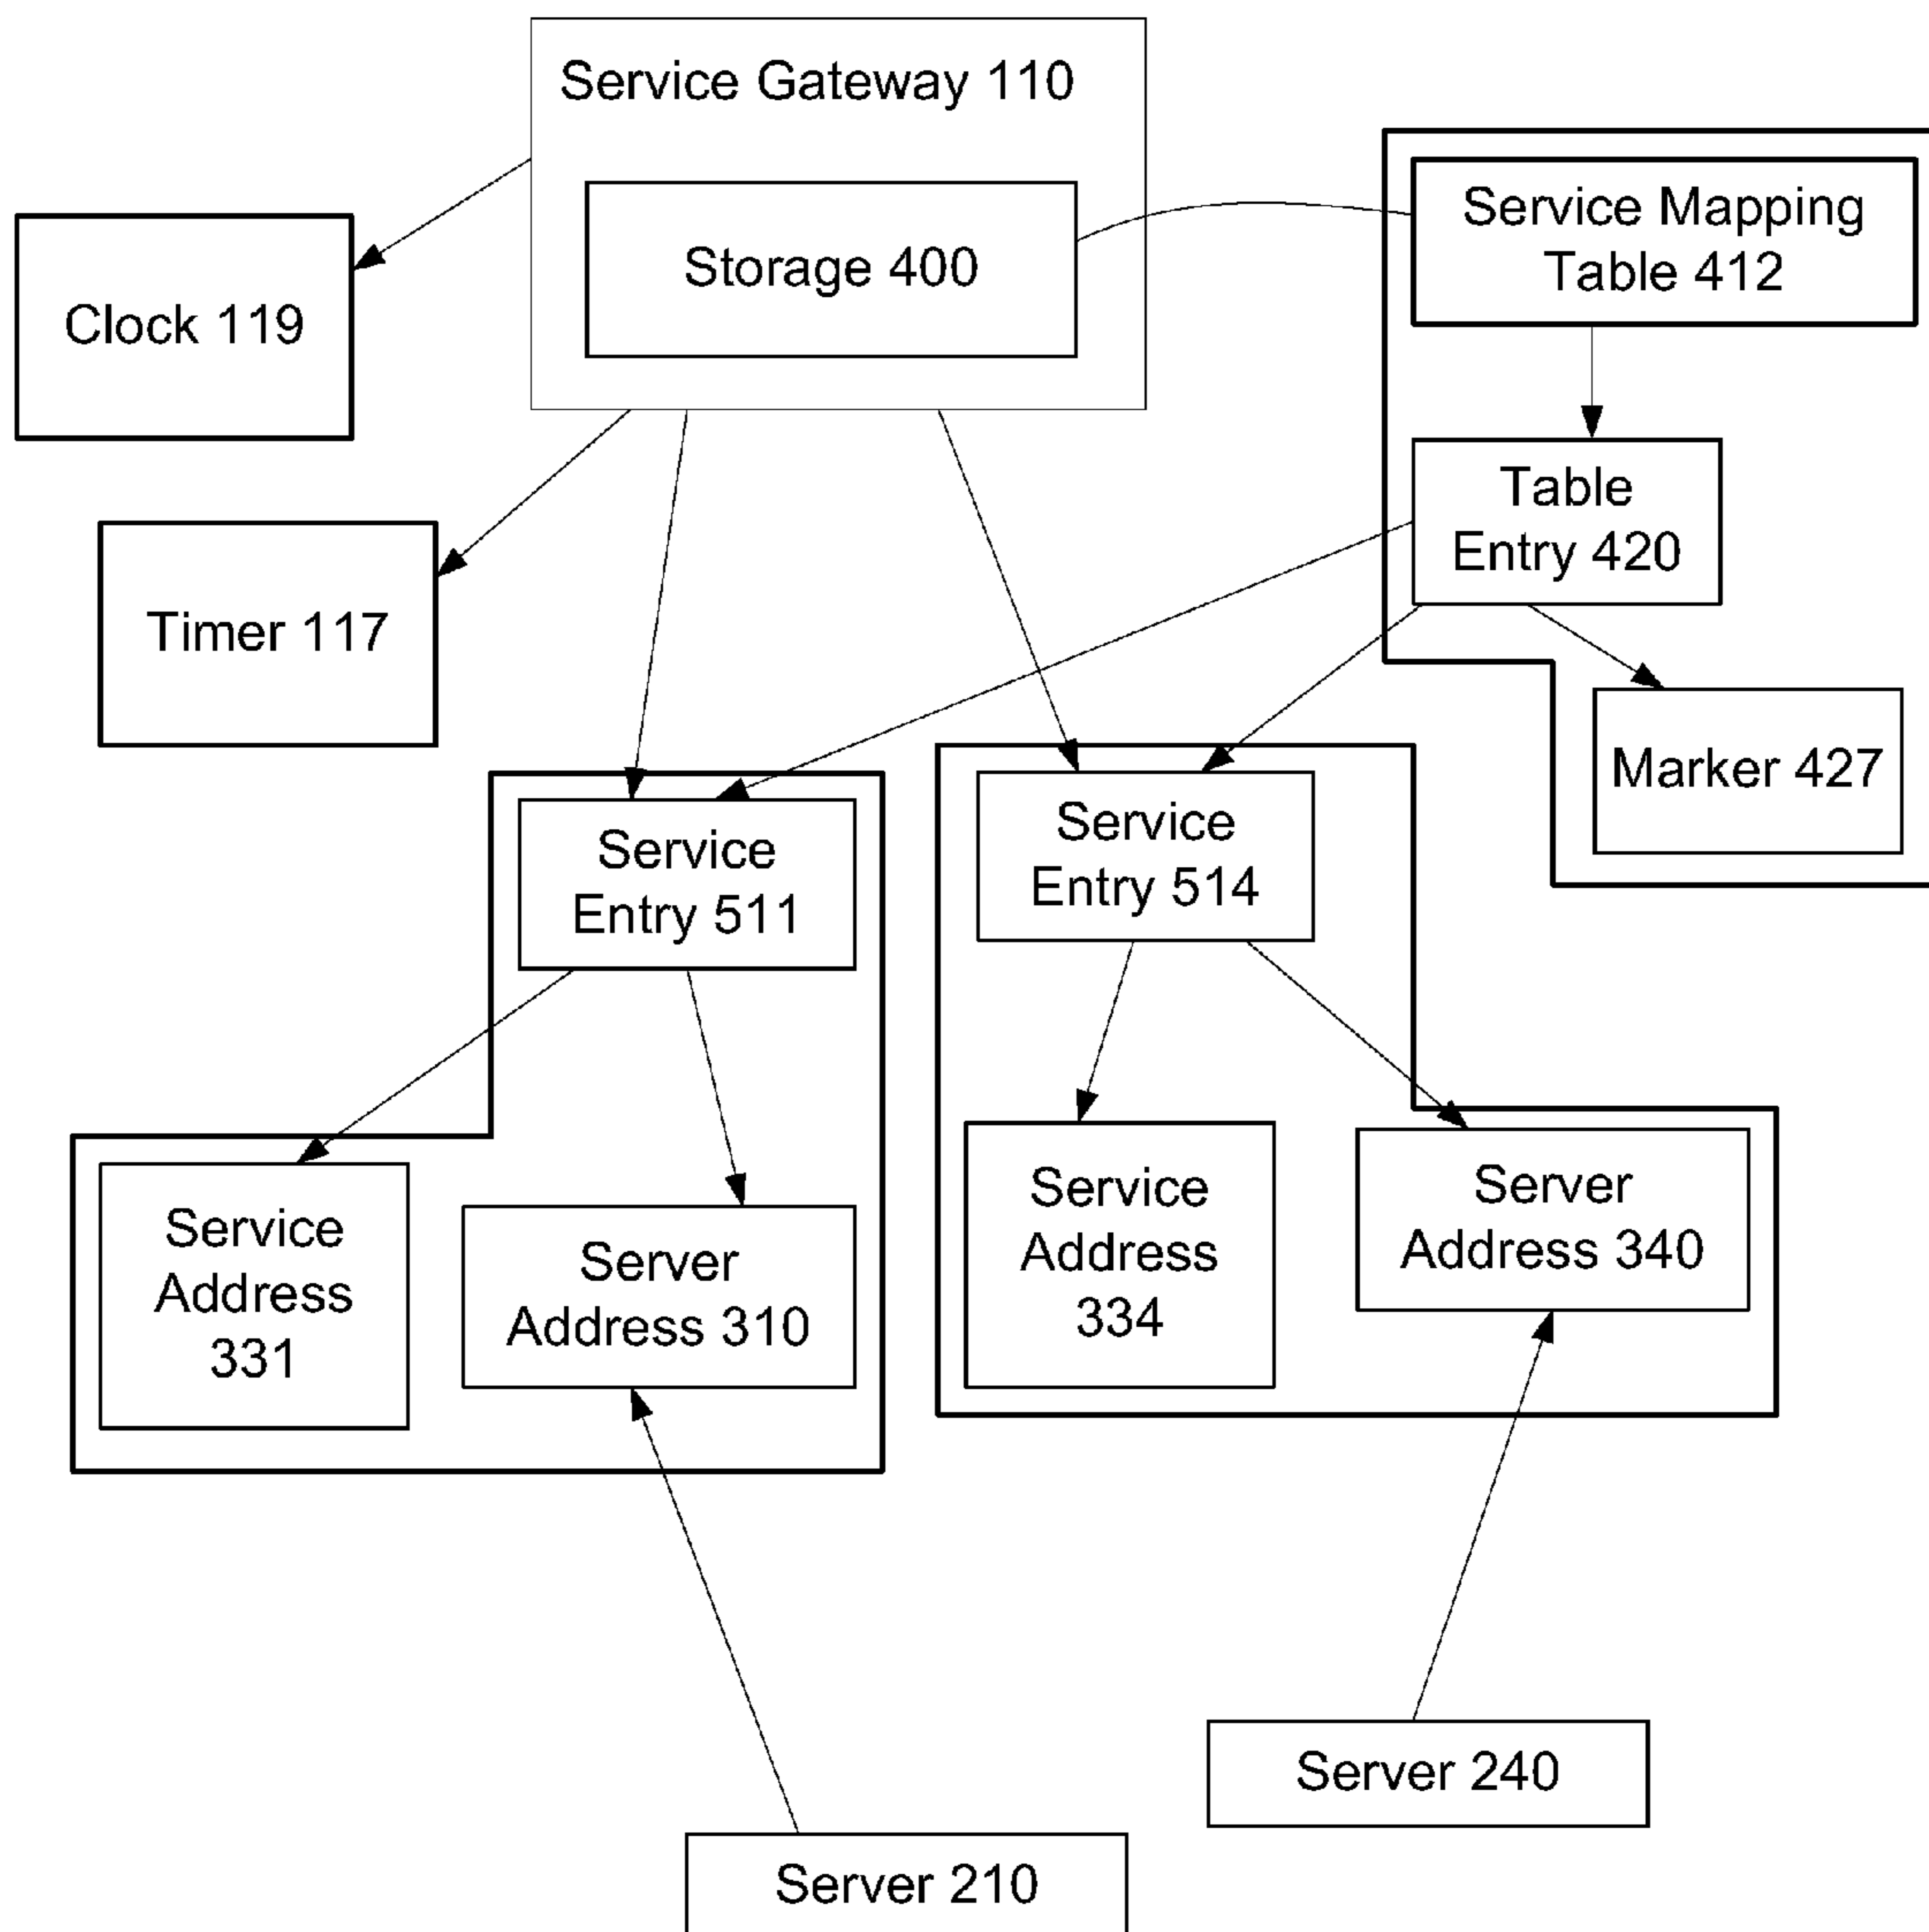 Service Gateway 110
Storage 400
Service Mapping
Table 412
Clock 119
Table
Entry 420
Timer 117
Marker 427
Service
Entry 511
Service
Entry 514
Service
Address
331
Server
Address 310
Service
Address
334
Server
Address 340
Server 240
Server 210